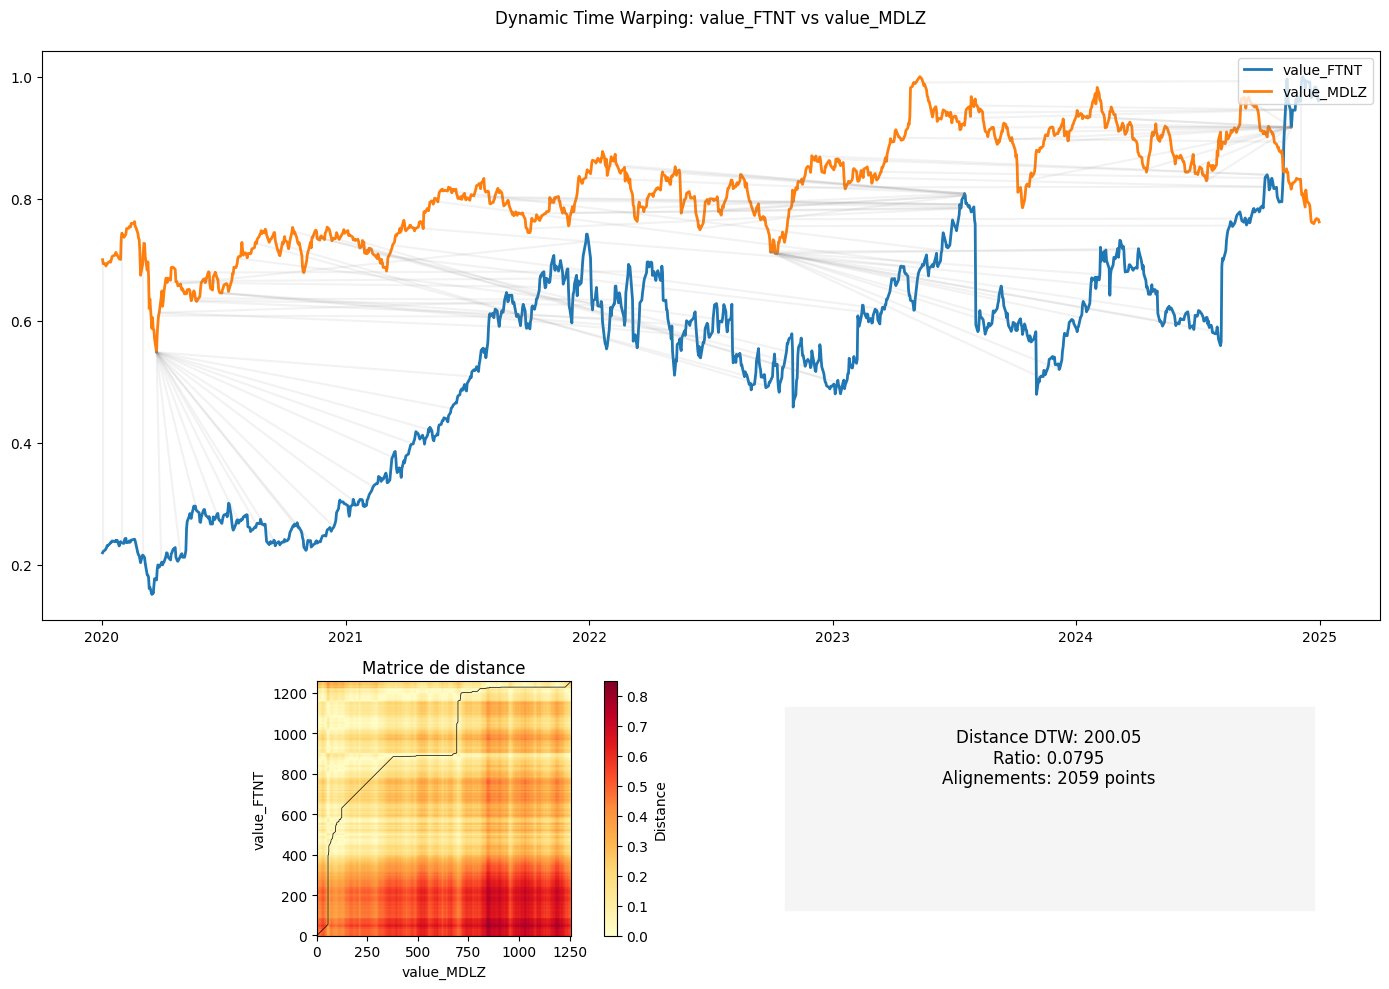 Dynamic Time Warping: value_FTNT vs value_MDLZ
1.0
0.8
0.6
0.4
0.2
value_FTNT
value_MDLZ
2020 2021 2022 2023 2024 2025
Matrice de distance
value_FTNT
1200
1000
800
600
400
200
0
0 250 500 750 1000 1250
value_MDLZ
0.8
0.7
0.6
0.5
0.4
0.3
0.2
0.1
0.0
Distance
Distance DTW: 200.05
Ratio: 0.0795
Alignements: 2059 points